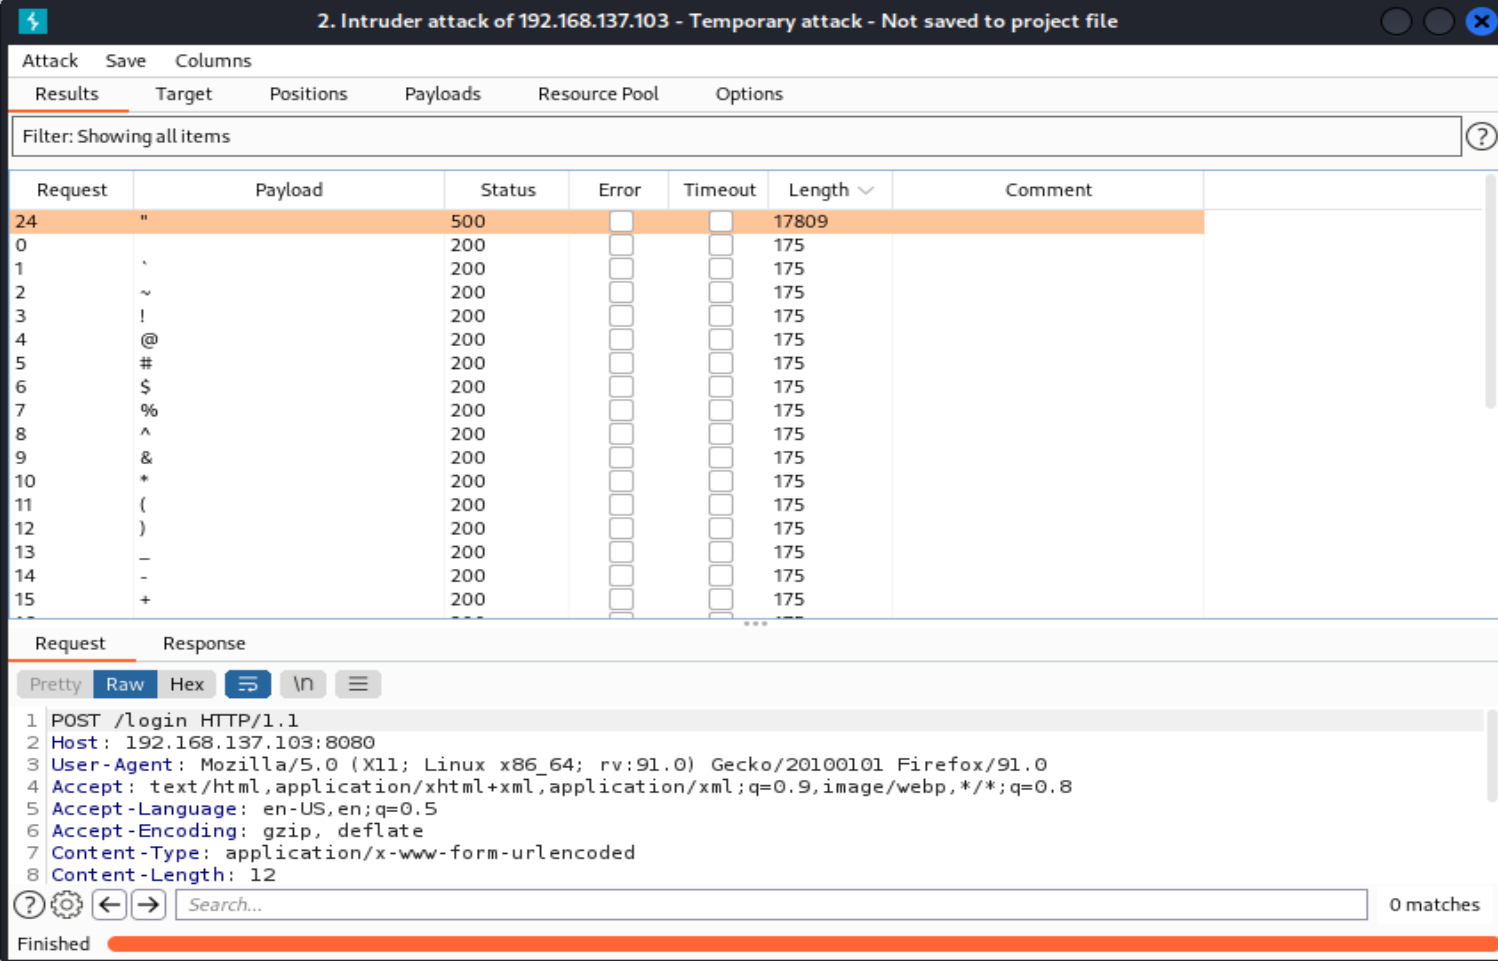 2. Intruder attack of 192.168.137.103 - Temporary attack - Not saved to project file
Attack Save Columns
Results Target Positions Payloads Resource Pool Options
Filter: Showing all items ?
Request Payload Status Error Timeout Length Comment
24 " 500 17809
0 200 175
1 ` 200 175
2 ~ 200 175
3 ! 200 175
4 @ 200 175
5 # 200 175
6 $ 200 175
7 % 200 175
8 ^ 200 175
9 & 200 175
10 * 200 175
11 ( 200 175
12 ) 200 175
13 _ 200 175
14 - 200 175
15 + 200 175
Request Response
Pretty Raw Hex \n
1 POST /login HTTP/1.1
2 Host: 192.168.137.103:8080
3 User-Agent: Mozilla/5.0 (X11; Linux x86_64; rv:91.0) Gecko/20100101 Firefox/91.0
4 Accept: text/html,application/xhtml+xml,application/xml;q=0.9,image/webp,*/*;q=0.8
5 Accept-Language: en-US,en;q=0.5
6 Accept-Encoding: gzip, deflate
7 Content-Type: application/x-www-form-urlencoded
8 Content-Length: 12
? Search... 0 matches
Finished